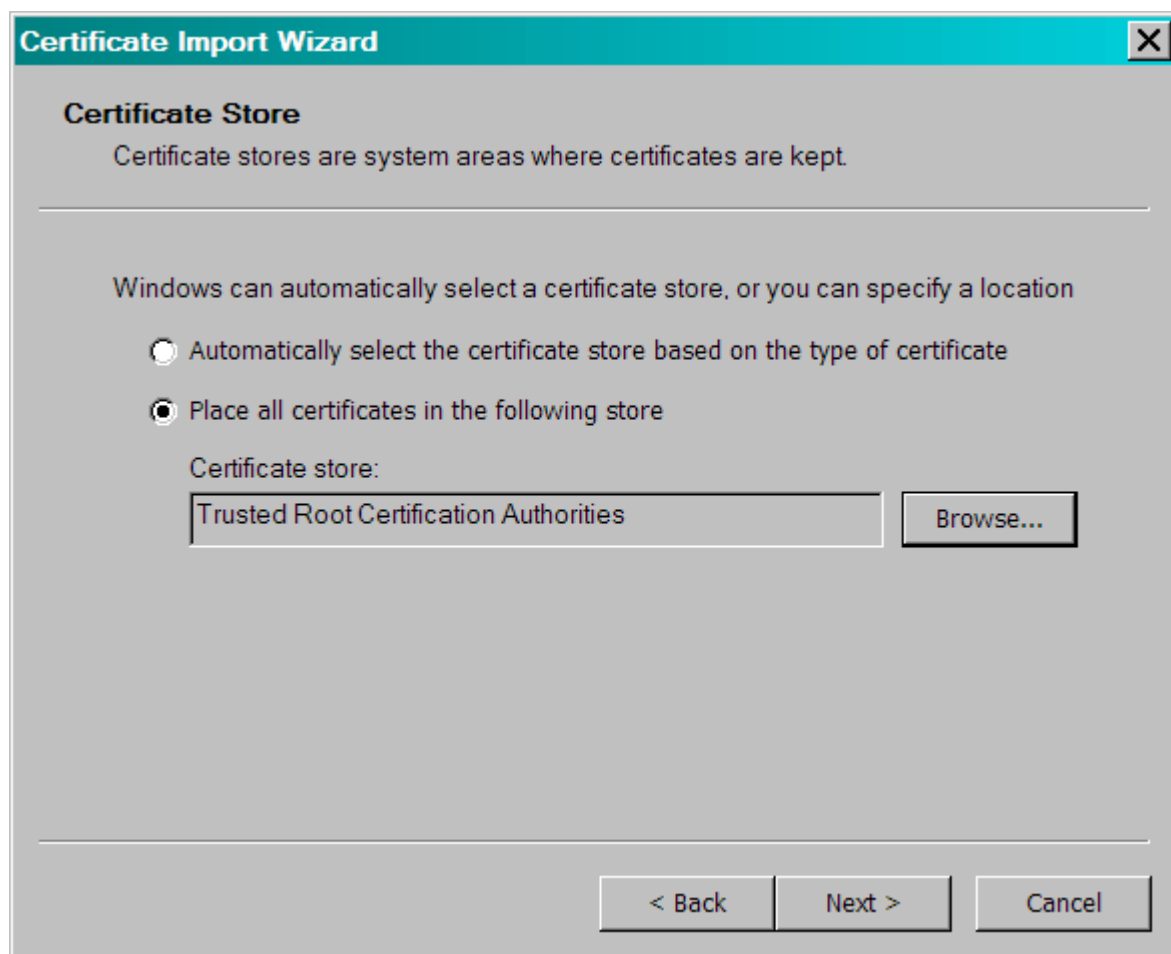 Certificate Import Wizard
Certificate Store
Certificate stores are system areas where certificates are kept.
Windows can automatically select a certificate store, or you can specify a location
Automatically select the certificate store based on the type of certificate
Place all certificates in the following store
Certificate store:
Trusted Root Certification Authorities
Browse...
< Back
Next >
Cancel